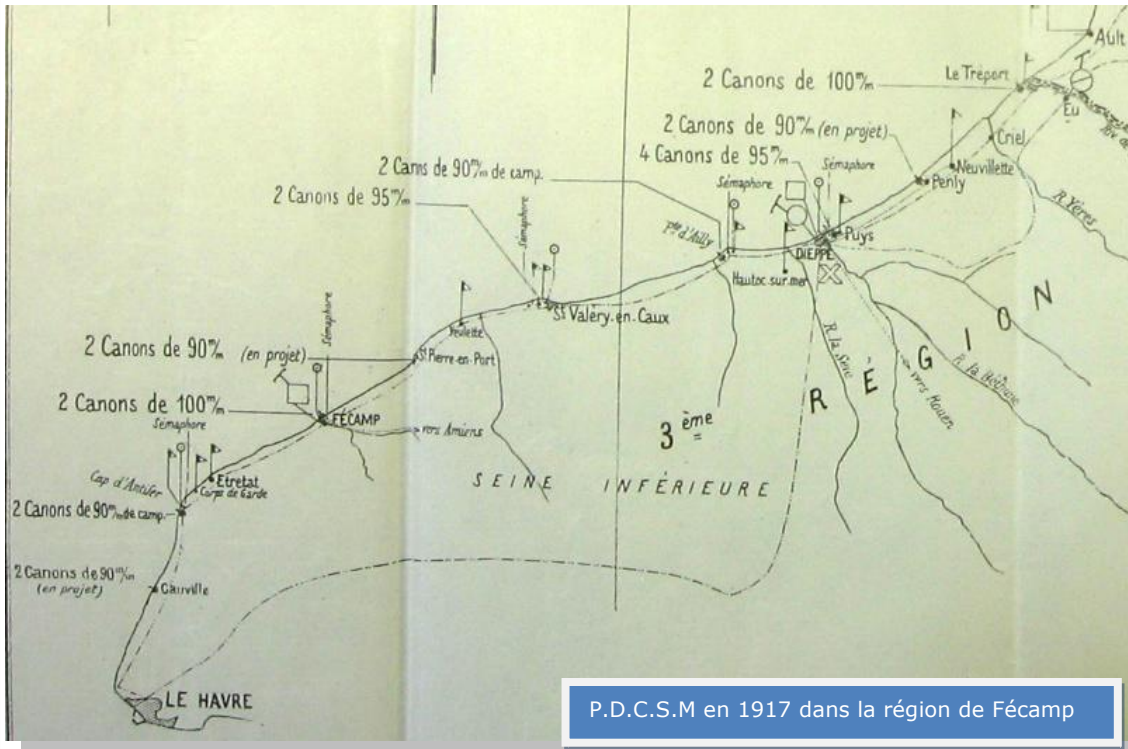 Ault
Le Tréport
2 Canons de 100 m/m
Eu
2 Canons de 90 m/m (en projet)
Criel
4 Canons de 95 m/m
Sémaphore
Neuvillette
2 Cans de 90 m/m de camp.
Sémaphore
Penly
2 Canons de 95 m/m
R. Yères
Sémaphore
Pte d'Ailly
Puys
DIEPPE
Hautoc-sur-mer
St Valéry-en-Caux
Veulette
2 Canons de 90 m/m (en projet)
Sémaphore
St Pierre-en-Port
R. la Seie
R. la Béthune
vers Rouen
3 ème RÉGION
2 Canons de 100 m/m
FÉCAMP
vers Amiens
Sémaphore
Cap d'Antifer
Etretat
Corps de Garde
SEINE INFÉRIEURE
2 Canons de 90 m/m de camp.
2 Canons de 90 m/m
(en projet)
Cauville
LE HAVRE
P.D.C.S.M en 1917 dans la région de Fécamp